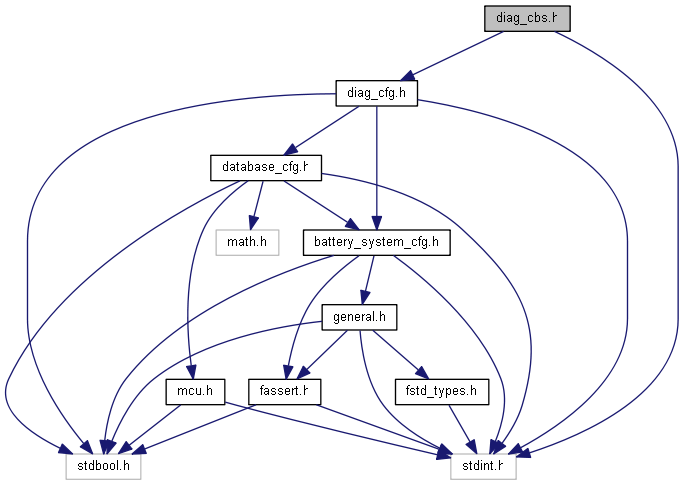 diag_cbs.h
diag_cfg.h
database_cfg.h
math.h
battery_system_cfg.h
general.h
mcu.h
fassert.h
fstd_types.h
stdbool.h
stdint.h